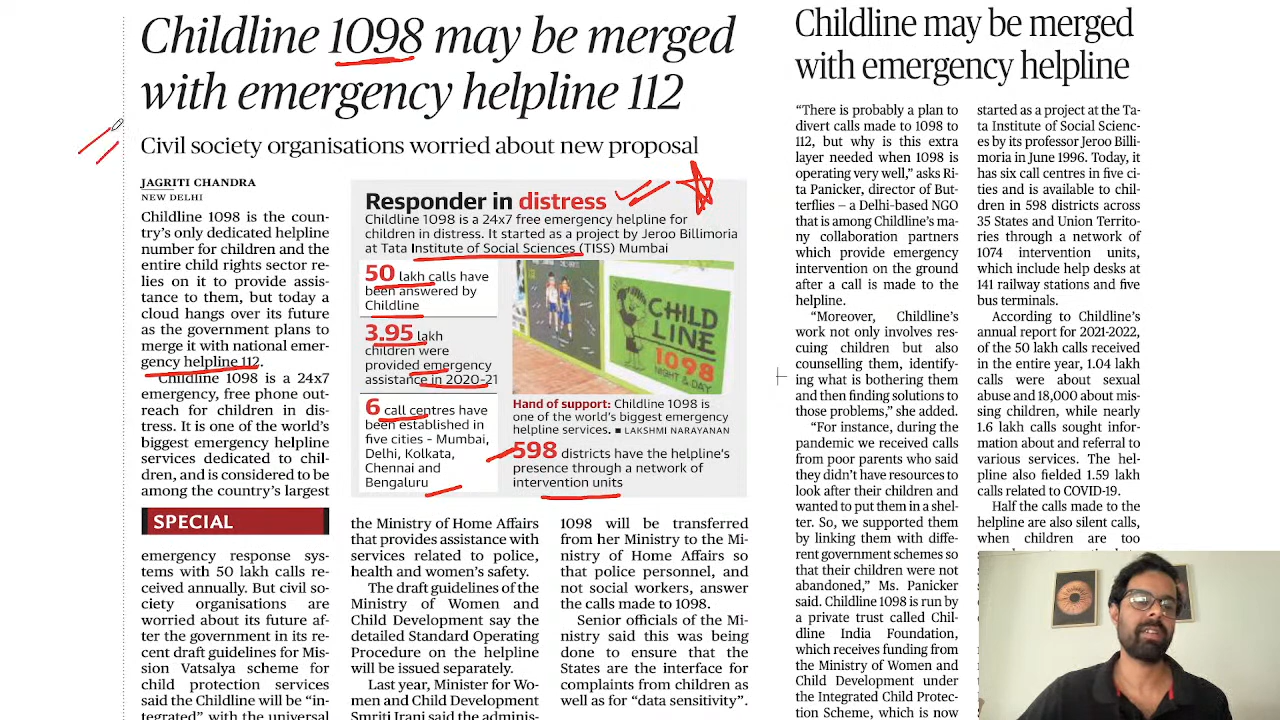 Childline 1098 may be merged
with emergency helpline 112
Civil society organisations worried about new proposal
JAGRITI CHANDRA
NEW DELHI
Childline 1098 is the coun-
try's only dedicated helpline
number for children and the
entire child rights sector re-
lies on it to provide assis-
tance to them, but today a
cloud hangs over its future
as the government plans to
merge it with national emer-
gency helpline 112.
Childline 1098 is a 24x7
emergency, free phone out-
reach for children in dis-
tress. It is one of the world's
biggest emergency helpline
services dedicated to chil-
dren, and is considered to be
among the country's largest
SPECIAL
emergency response sys-
tems with 50 lakh calls re-
ceived annually. But civil so-
ciety organisations are
worried about its future af-
ter the government in its re-
cent draft guidelines for Mis-
sion Vatsalya scheme for
child protection services
said the Childline will be "in-
tegrated" with the universal
Responder in distress
Childline 1098 is a 24x7 free emergency helpline for
children in distress. It started as a project by Jeroo Billimoria
at Tata Institute of Social Sciences (TISS) Mumbai
50 lakh calls have
been answered by
Childline
3.95 lakh
children were
provided emergency
assistance in 2020-21
6 call centres have
been established in
five cities - Mumbai,
Delhi, Kolkata,
Chennai and
Bengaluru
CHILD
LINE
1098
NIGHT & DAY
Hand of support: Childline 1098 is
one of the world's biggest emergency
helpline services. ■ LAKSHMI NARAYANAN
598 districts have the helpline's
presence through a network of
intervention units
the Ministry of Home Affairs
that provides assistance with
services related to police,
health and women's safety.
The draft guidelines of the
Ministry of Women and
Child Development say the
detailed Standard Operating
Procedure on the helpline
will be issued separately.
Last year, Minister for Wo-
men and Child Development
Smriti Irani said the adminis-
1098 will be transferred
from her Ministry to the Mi-
nistry of Home Affairs so
that police personnel, and
not social workers, answer
the calls made to 1098.
Senior officials of the Mi-
nistry said this was being
done to ensure that the
States are the interface for
complaints from children as
well as for "data sensitivity".
Childline may be merged
with emergency helpline
"There is probably a plan to
divert calls made to 1098 to
112, but why is this extra
layer needed when 1098 is
operating very well," asks Ri-
ta Panicker, director of But-
terflies – a Delhi-based NGO
that is among Childline's ma-
ny collaboration partners
which provide emergency
intervention on the ground
after a call is made to the
helpline.
"Moreover, Childline's
work not only involves res-
cuing children but also
counselling them, identify-
ing what is bothering them
and then finding solutions to
those problems," she added.
"For instance, during the
pandemic we received calls
from poor parents who said
they didn't have resources to
look after their children and
wanted to put them in a shel-
ter. So, we supported them
by linking them with diffe-
rent government schemes so
that their children were not
abandoned," Ms. Panicker
said. Childline 1098 is run by
a private trust called Chil-
dline India Foundation,
which receives funding from
the Ministry of Women and
Child Development under
the Integrated Child Protec-
tion Scheme, which is now
started as a project at the Ta-
ta Institute of Social Scienc-
es by its professor Jeroo Billi-
moria in June 1996. Today, it
has six call centres in five ci-
ties and is available to chil-
dren in 598 districts across
35 States and Union Territo-
ries through a network of
1074 intervention units,
which include help desks at
141 railway stations and five
bus terminals.
According to Childline's
annual report for 2021-2022,
of the 50 lakh calls received
in the entire year, 1.04 lakh
calls were about sexual
abuse and 18,000 about mis-
sing children, while nearly
1.6 lakh calls sought infor-
mation about and referral to
various services. The hel-
pline also fielded 1.59 lakh
calls related to COVID-19.
Half the calls made to the
helpline are also silent calls,
when children are too